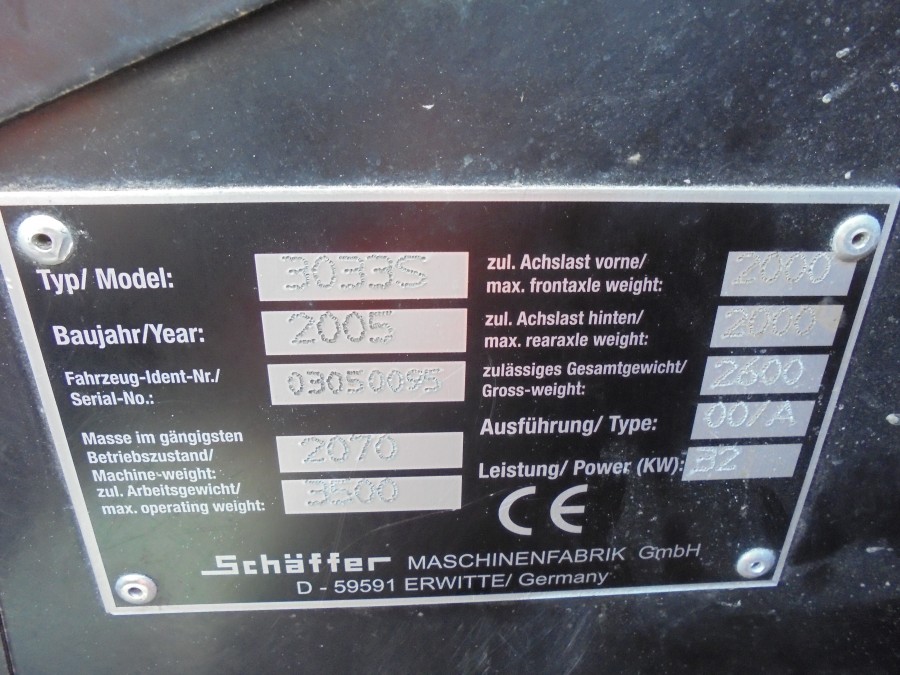 Typ/ Model: 3033S
Baujahr/Year: 2005
Fahrzeug-Ident-Nr./
Serial-No.: 03050095
Masse im gängigsten
Betriebszustand/
Machine-weight: 2070
zul. Arbeitsgewicht/
max. operating weight: 3500
zul. Achslast vorne/
max. frontaxle weight: 2000
zul. Achslast hinten/
max. rearaxle weight: 2000
zulässiges Gesamtgewicht/
Gross-weight: 2600
Ausführung/ Type: 00/A
Leistung/ Power (KW): 32
CE
Schäffer MASCHINENFABRIK GmbH
D - 59591 ERWITTE/ Germany